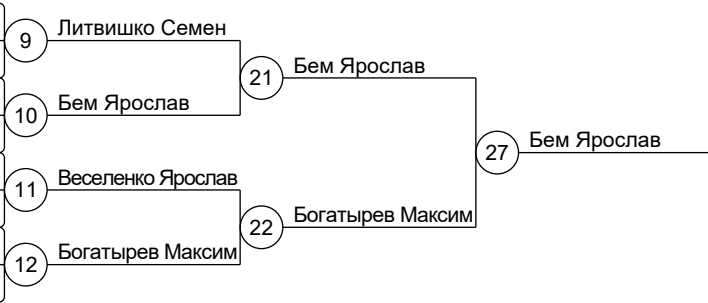 9 Литвишко Семен
21 Бем Ярослав
10 Бем Ярослав
27 Бем Ярослав
11 Веселенко Ярослав
22 Богатырев Максим
12 Богатырев Максим